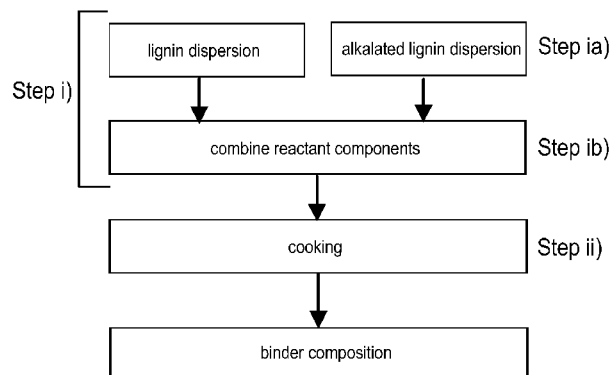 lignin dispersion
alkalated lignin dispersion
Step ia)
Step i)
combine reactant components
Step ib)
cooking
Step ii)
binder composition